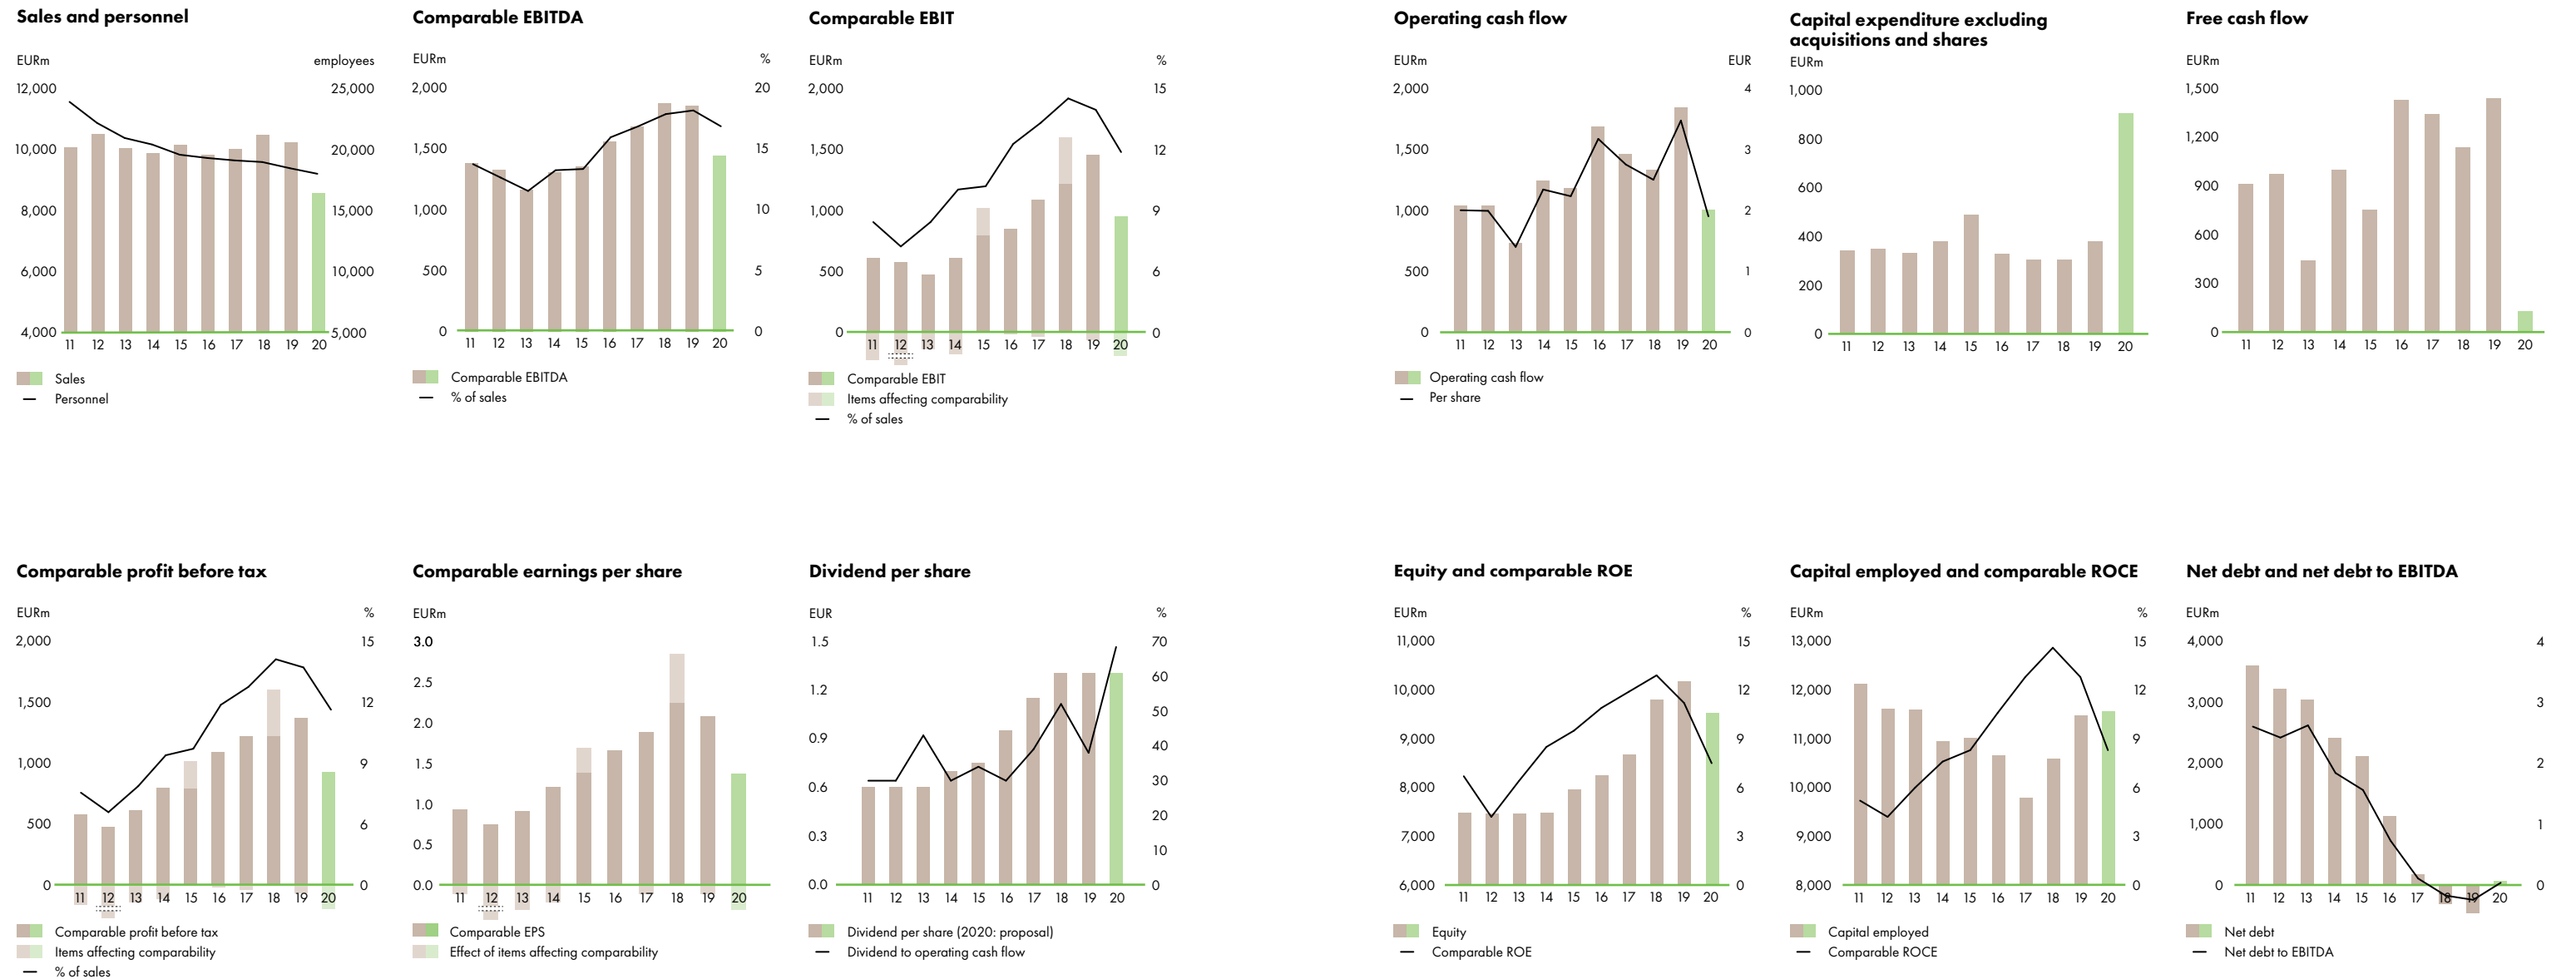 Sales and personnel
EURm employees
12,000 25,000
10,000 20,000
8,000 15,000
6,000 10,000
4,000 5,000
11 12 13 14 15 16 17 18 19 20
Sales
Personnel
Comparable EBITDA
EURm %
2,000 20
1,500 15
1,000 10
500 5
0 0
11 12 13 14 15 16 17 18 19 20
Comparable EBITDA
% of sales
Comparable EBIT
EURm %
2,000 15
1,500 12
1,000 9
500 6
0 0
11 12 13 14 15 16 17 18 19 20
Comparable EBIT
Items affecting comparability
% of sales
Operating cash flow
EURm EUR
2,000 4
1,500 3
1,000 2
500 1
0 0
11 12 13 14 15 16 17 18 19 20
Operating cash flow
Per share
Capital expenditure excluding
acquisitions and shares
EURm
1,000
800
600
400
200
0
11 12 13 14 15 16 17 18 19 20
Free cash flow
EURm
1,500
1,200
900
600
300
0
11 12 13 14 15 16 17 18 19 20
Comparable profit before tax
EURm %
2,000 15
1,500 12
1,000 9
500 6
0 0
11 12 13 14 15 16 17 18 19 20
Comparable profit before tax
Items affecting comparability
% of sales
Comparable earnings per share
EURm
3.0
2.5
2.0
1.5
1.0
0.5
0.0
11 12 13 14 15 16 17 18 19 20
Comparable EPS
Effect of items affecting comparability
Dividend per share
EUR %
1.5 70
1.2 60
50
0.9 40
0.6 30
20
0.3 10
0.0 0
11 12 13 14 15 16 17 18 19 20
Dividend per share (2020: proposal)
Dividend to operating cash flow
Equity and comparable ROE
EURm %
11,000 15
10,000 12
9,000 9
8,000 6
7,000 3
6,000 0
11 12 13 14 15 16 17 18 19 20
Equity
Comparable ROE
Capital employed and comparable ROCE
EURm %
13,000 15
12,000 12
11,000 9
10,000 6
9,000 3
8,000 0
11 12 13 14 15 16 17 18 19 20
Capital employed
Comparable ROCE
Net debt and net debt to EBITDA
EURm
4,000 4
3,000 3
2,000 2
1,000 1
0 0
11 12 13 14 15 16 17 18 19 20
Net debt
Net debt to EBITDA